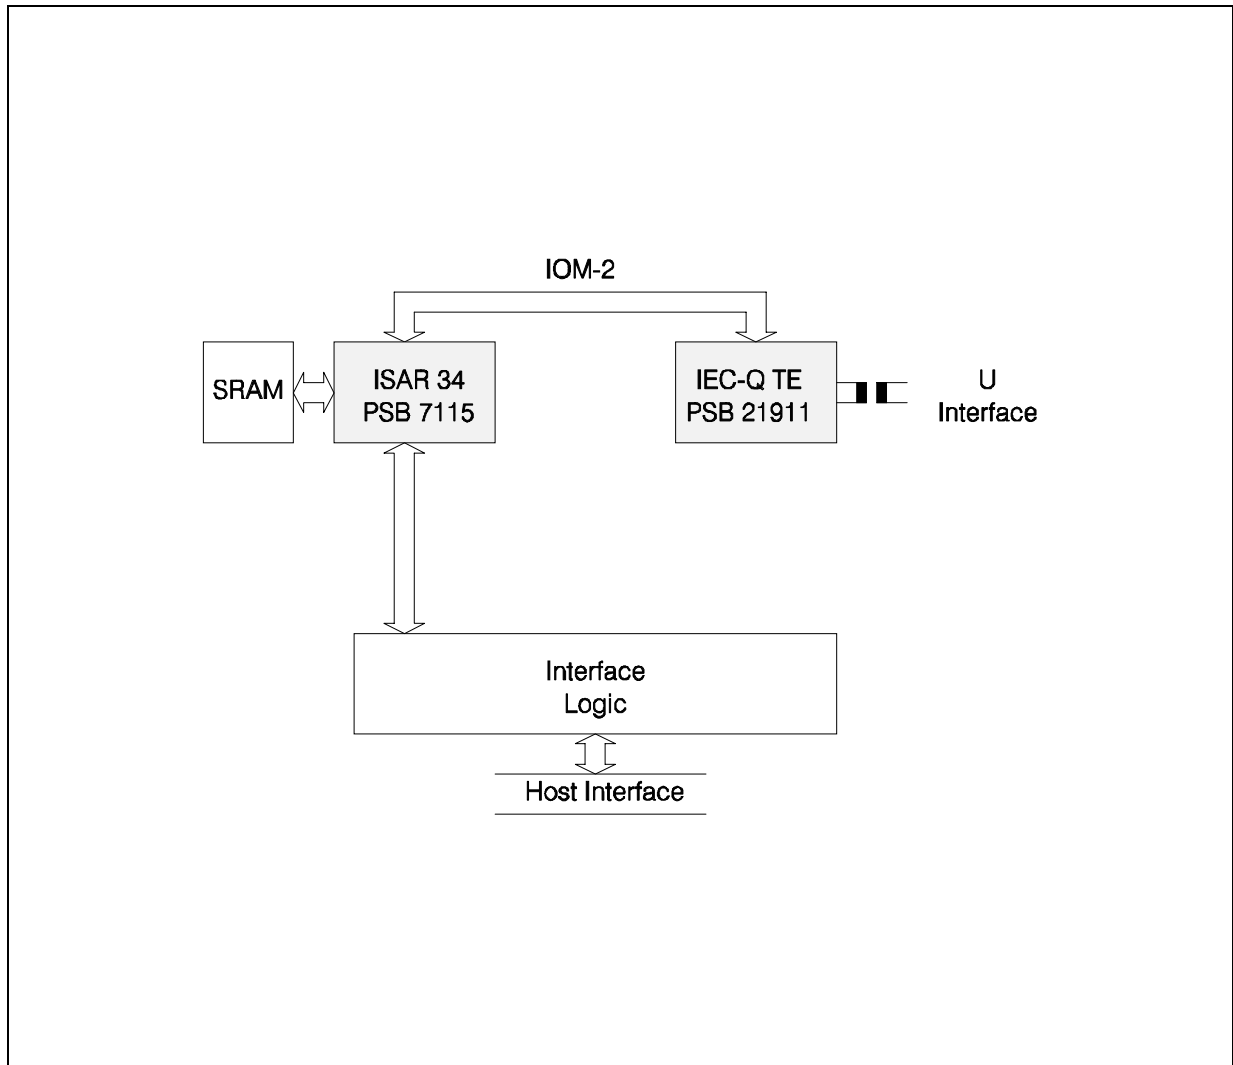 IOM-2
SRAM
ISAR 34
PSB 7115
IEC-Q TE
PSB 21911
U
Interface
Interface
Logic
Host Interface